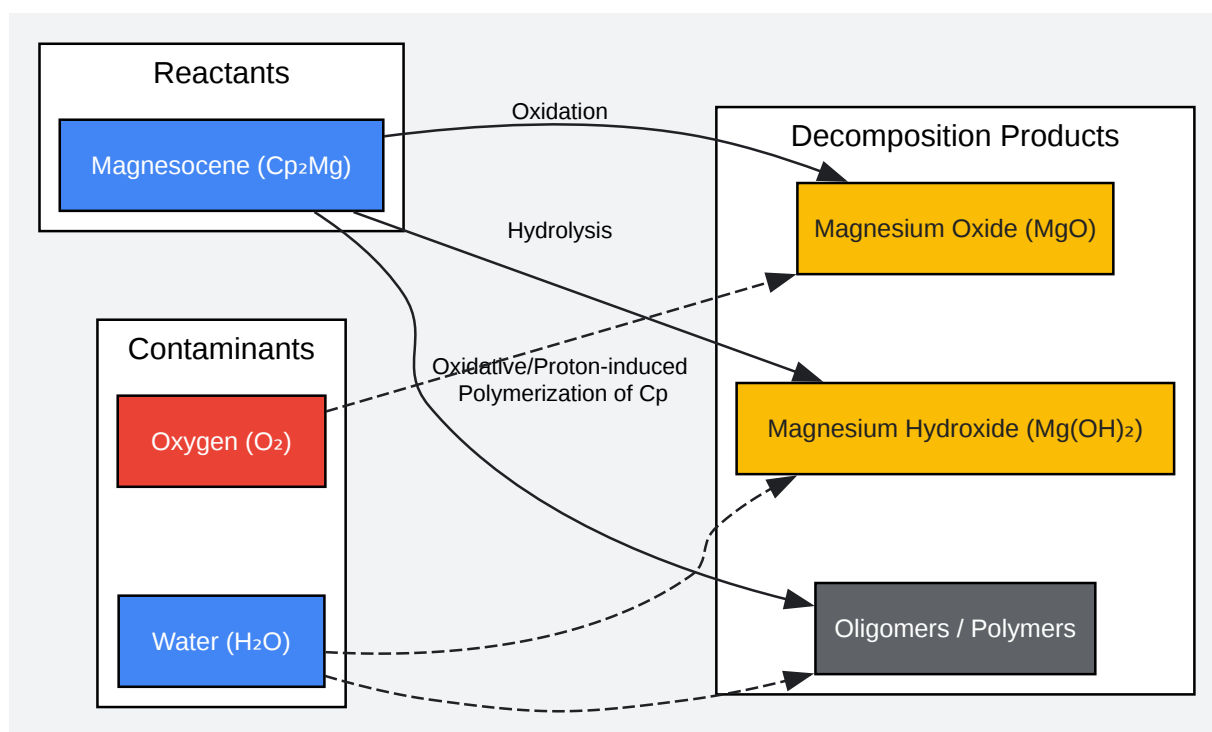 Reactants
Magnesocene (Cp₂Mg)
Oxidation
Hydrolysis
Oxidative/Proton-induced
Polymerization of Cp
Contaminants
Oxygen (O₂)
Water (H₂O)
Decomposition Products
Magnesium Oxide (MgO)
Magnesium Hydroxide (Mg(OH)₂)
Oligomers / Polymers